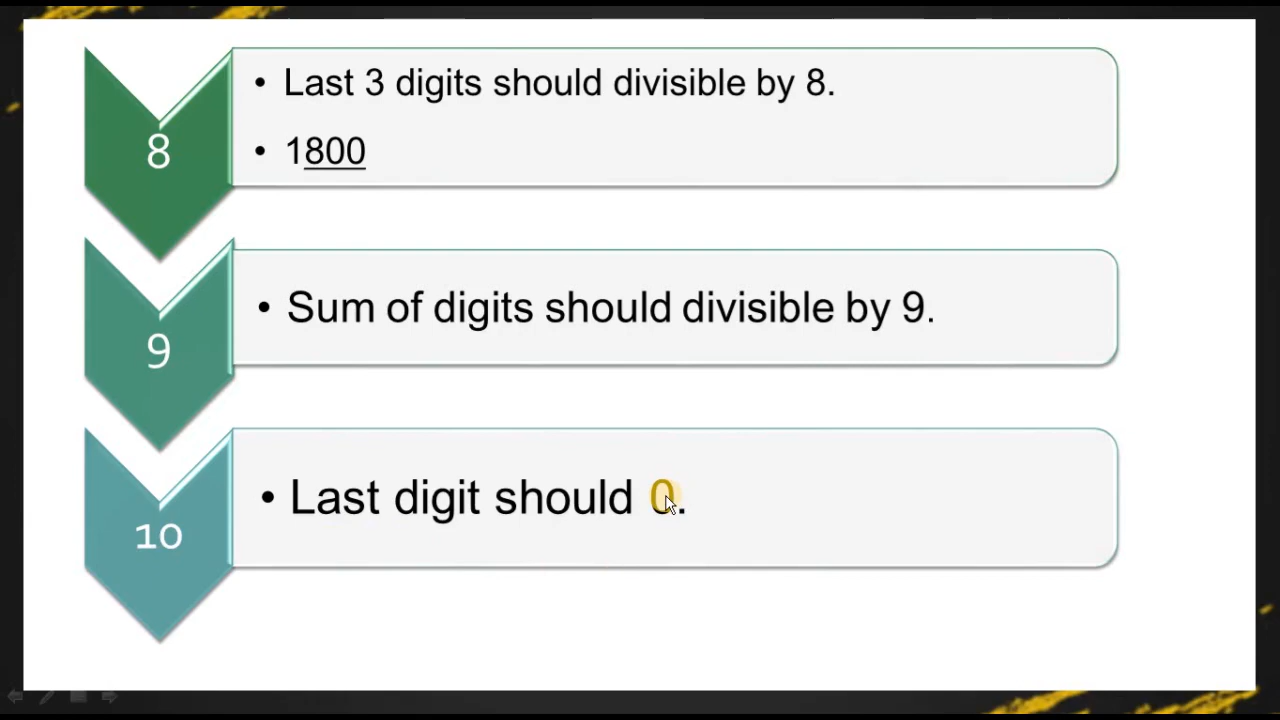 8
• Last 3 digits should divisible by 8.
• 1800
9
• Sum of digits should divisible by 9.
10
• Last digit should 0.